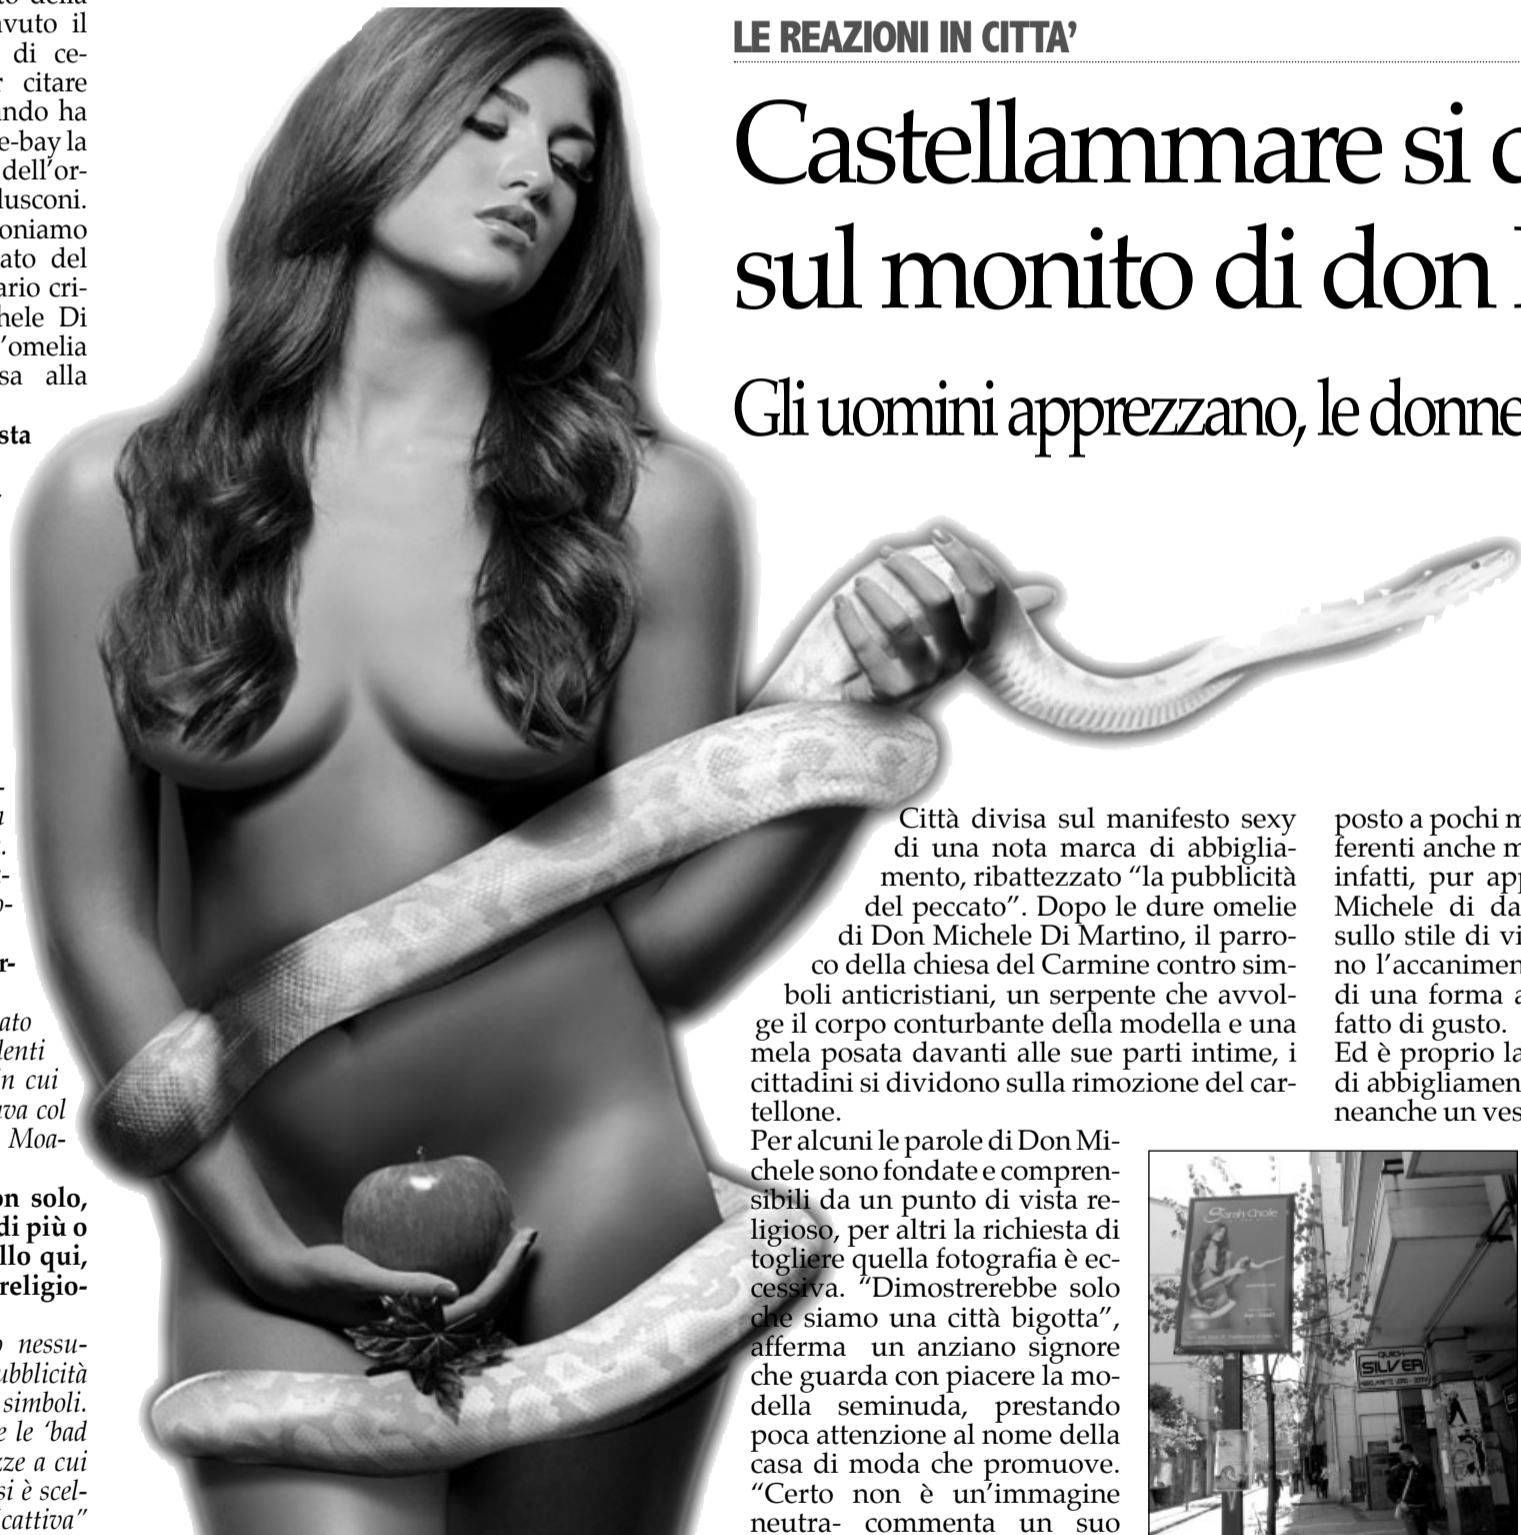 to della
vuto il
di ce-
citare
ndo ha
e-bay la
dell'or-
lusconi.
oniamo
ato del
ario cri-
hele Di
'omelia
sa alla
sta
r-
ato
lenti
n cui
va col
Moa-
on solo,
di più o
llo qui,
religio-
nessu-
ubblicità
simboli.
e le 'bad
zze a cui
si è scel-
cattiva"
LE REAZIONI IN CITTA'
Castellammare si
sul monito di don
Gli uomini apprezzano, le donne
Città divisa sul manifesto sexy
di una nota marca di abbiglia-
mento, ribattezzato “la pubblicità
del peccato”. Dopo le dure omelie
di Don Michele Di Martino, il parro-
co della chiesa del Carmine contro sim-
boli anticristiani, un serpente che avvol-
ge il corpo conturbante della modella e una
mela posata davanti alle sue parti intime, i
cittadini si dividono sulla rimozione del car-
tellone.
Per alcuni le parole di Don Mi-
chele sono fondate e compren-
sibili da un punto di vista re-
ligioso, per altri la richiesta di
togliere quella fotografia è ec-
cessiva. “Dimostrerebbe solo
che siamo una città bigotta”,
afferma un anziano signore
che guarda con piacere la mo-
della seminuda, prestando
poca attenzione al nome della
casa di moda che promuove.
“Certo non è un'immagine
neutra- commenta un suo
posto a pochi m
ferenti anche m
infatti, pur app
Michele di da
sullo stile di vi
no l'accanimen
di una forma a
fatto di gusto.
Ed è proprio la
di abbigliamen
neanche un ves
Sarah Chole
QUICK
SILVER